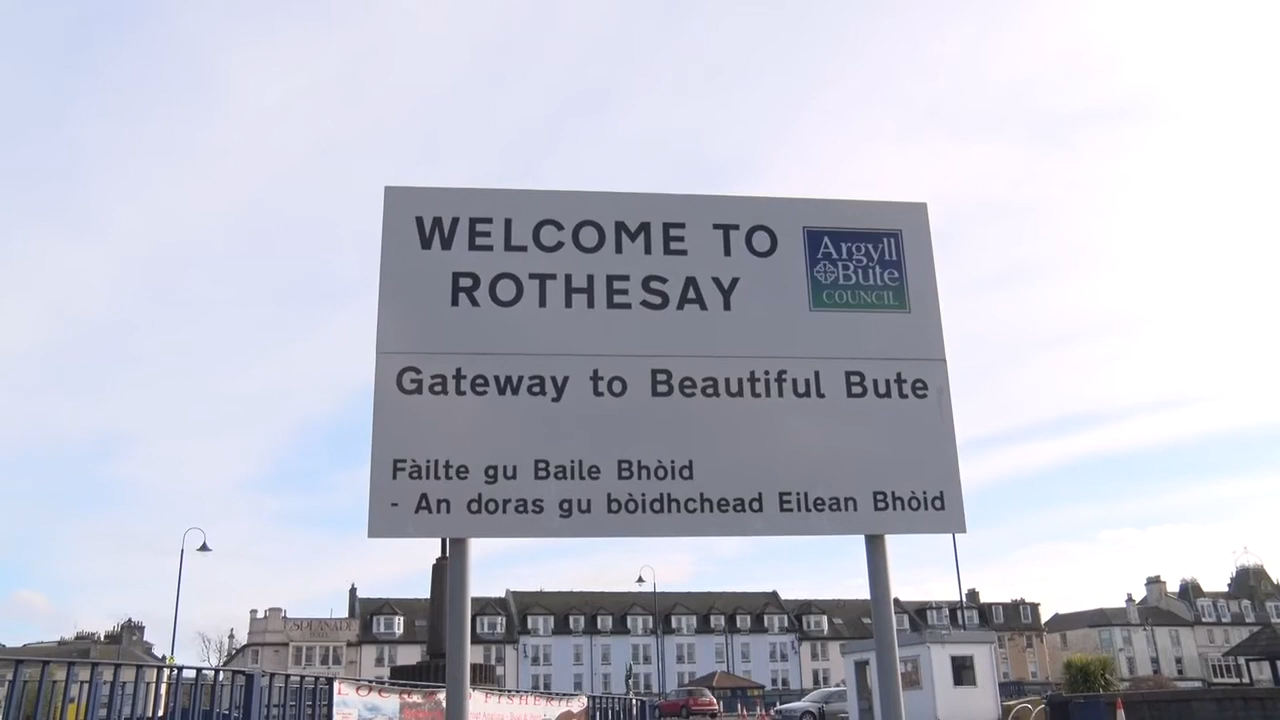 WELCOME TO
ROTHESAY
Argyll
Bute
COUNCIL
Gateway to Beautiful Bute
Fàilte gu Baile Bhòid
- An doras gu bòidhchead Eilean Bhòid
ESPLANADE
FISHERIES